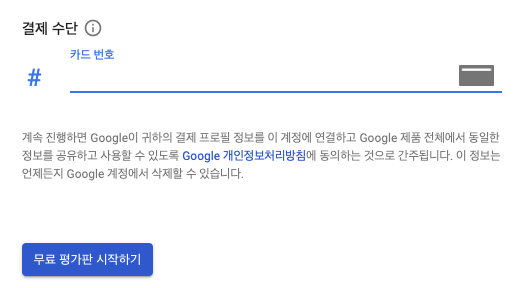 결제 수단
카드 번호
#
계속 진행하면 Google이 귀하의 결제 프로필 정보를 이 계정에 연결하고 Google 제품 전체에서 동일한
정보를 공유하고 사용할 수 있도록 Google 개인정보처리방침에 동의하는 것으로 간주됩니다. 이 정보는
언제든지 Google 계정에서 삭제할 수 있습니다.
무료 평가판 시작하기